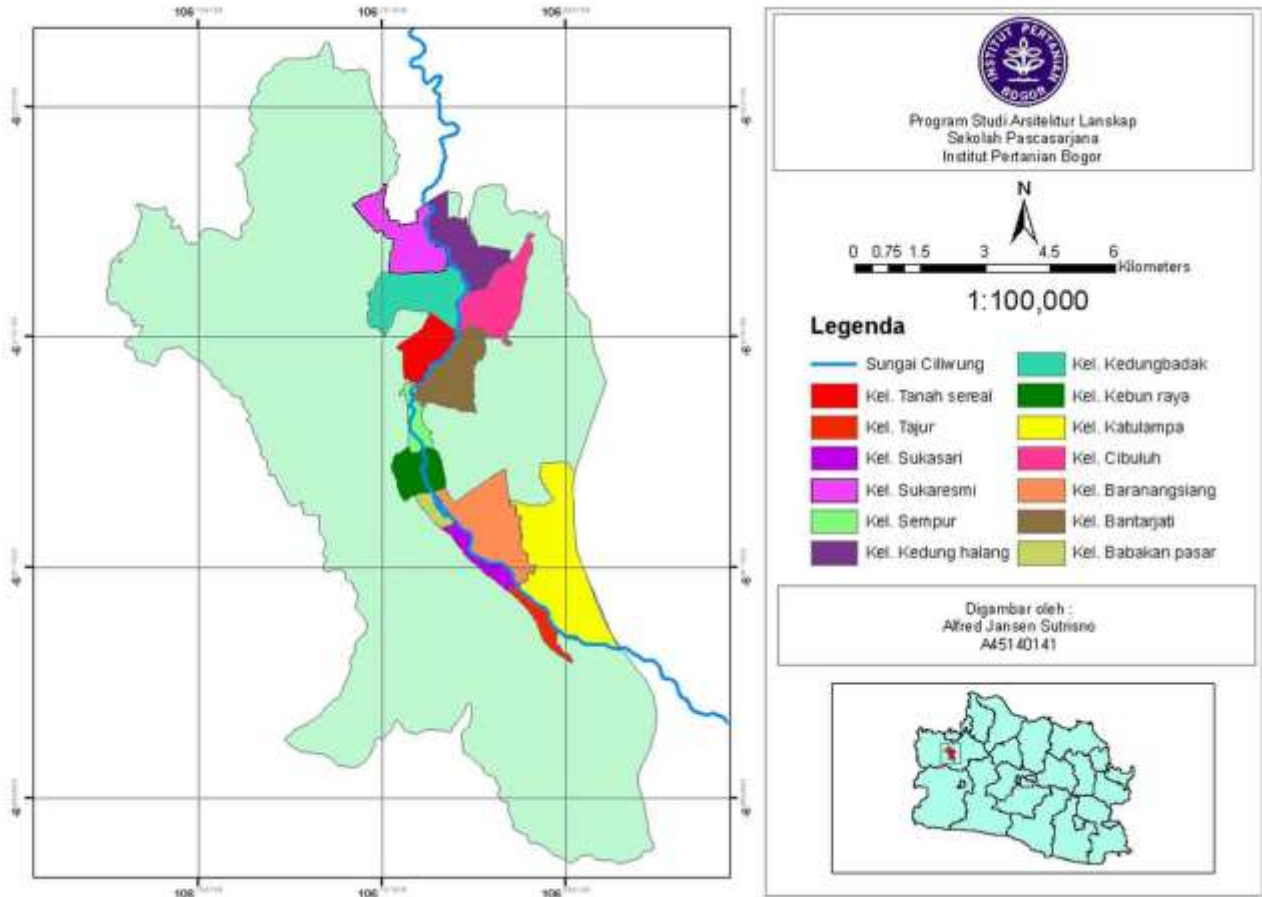 INSTITUT PERTANIAN
BOGOR
Program Studi Arsitektur Lanskap
Sekolah Pascasarjana
Institut Pertanian Bogor
N
0 0.75 1.5 3 4.5 6
Kilometers
1:100,000
Legenda
Sungai Ciliwung
Kel. Tanah sereal
Kel. Tajur
Kel. Sukasari
Kel. Sukaresmi
Kel. Sempur
Kel. Kedung halang
Kel. Kedungbadak
Kel. Kebun raya
Kel. Katulampa
Kel. Cibuluh
Kel. Baranangsiang
Kel. Bantarjati
Kel. Babakan pasar
Digambar oleh :
Alfred Jansen Sutrisno
A45140141